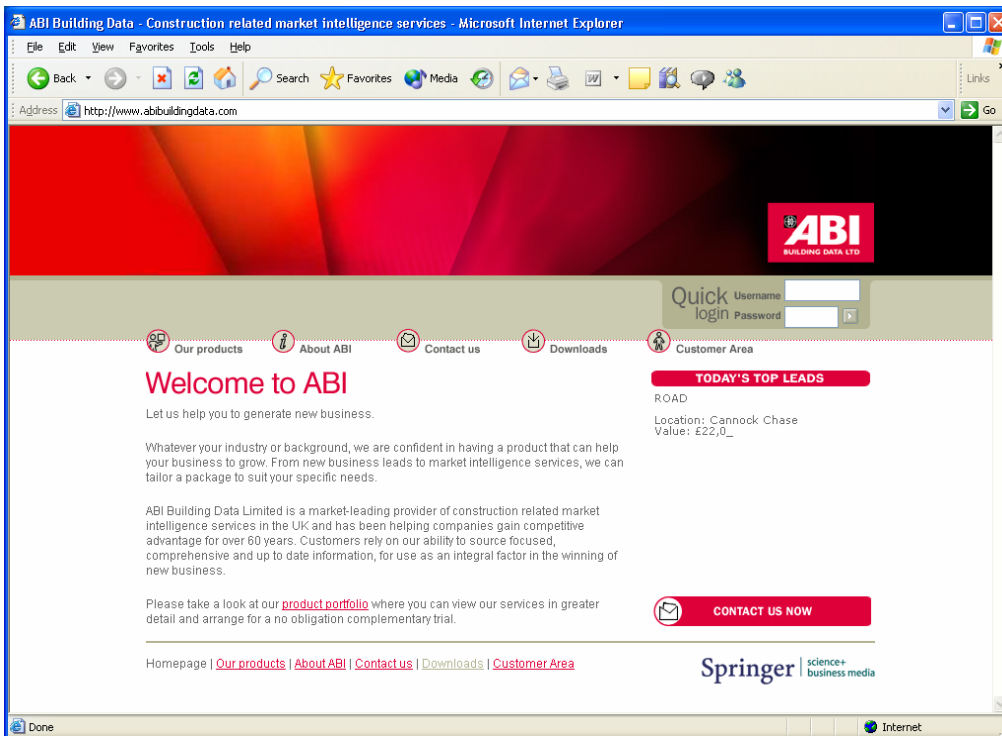 ABI Building Data - Construction related market intelligence services - Microsoft Internet Explorer
File Edit View Favorites Tools Help
Back Search Favorites Media Links
Address http://www.abibuildingdata.com Go
ABI
BUILDING DATA LTD
Quick login
Username
Password
Our products About ABI Contact us Downloads Customer Area
Welcome to ABI
Let us help you to generate new business.
Whatever your industry or background, we are confident in having a product that can help
your business to grow. From new business leads to market intelligence services, we can
tailor a package to suit your specific needs.
ABI Building Data Limited is a market-leading provider of construction related market
intelligence services in the UK and has been helping companies gain competitive
advantage for over 60 years. Customers rely on our ability to source focused,
comprehensive and up to date information, for use as an integral factor in the winning of
new business.
Please take a look at our product portfolio where you can view our services in greater
detail and arrange for a no obligation complementary trial.
TODAY'S TOP LEADS
ROAD
Location: Cannock Chase
Value: £22,0_
CONTACT US NOW
Homepage | Our products | About ABI | Contact us | Downloads | Customer Area
Springer | science+
business media
Done Internet